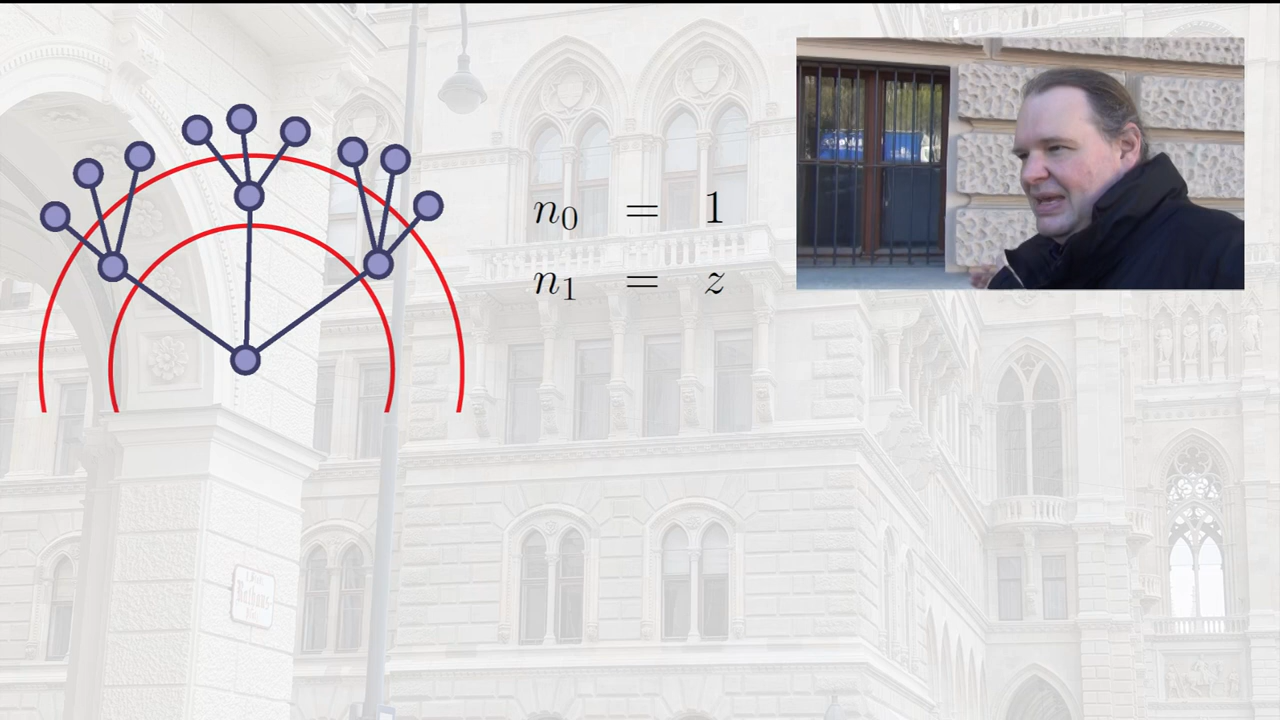 n₀ = 1
n₁ = z